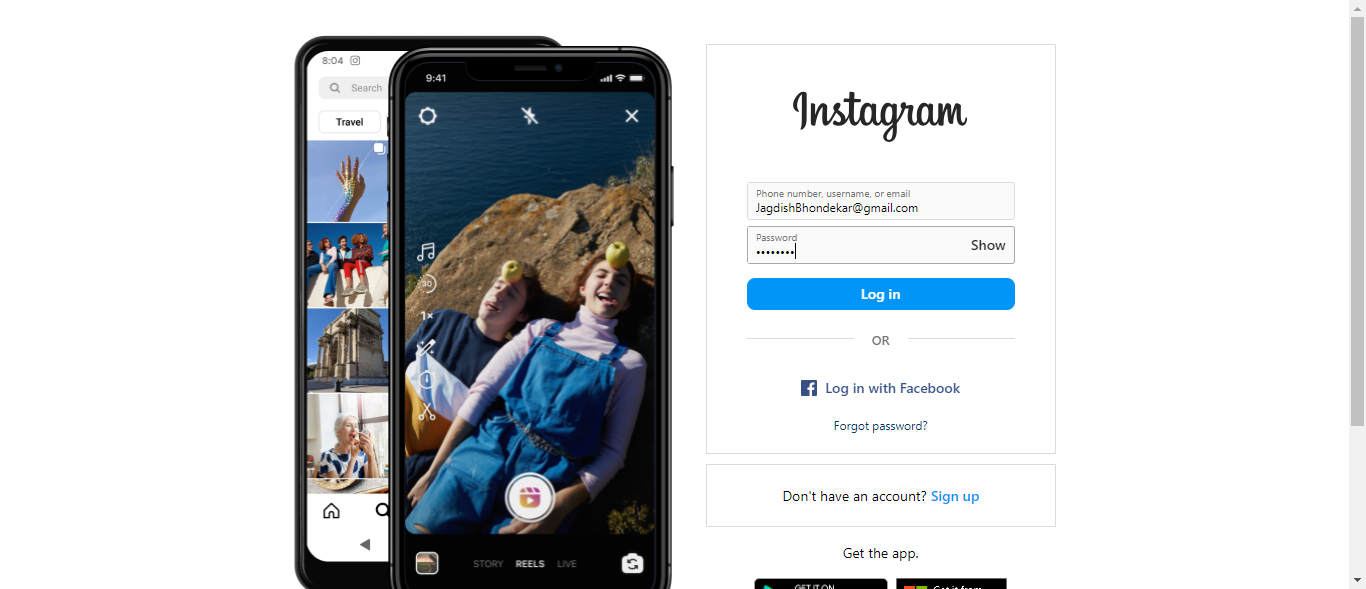 8:04
Search
Travel
9:41
30
1×
STORY REELS LIVE
Instagram
Phone number, username, or email
JagdishBhondekar@gmail.com
Password
••••••••
Show
Log in
OR
Log in with Facebook
Forgot password?
Don't have an account? Sign up
Get the app.
GET IT ON
Get it from